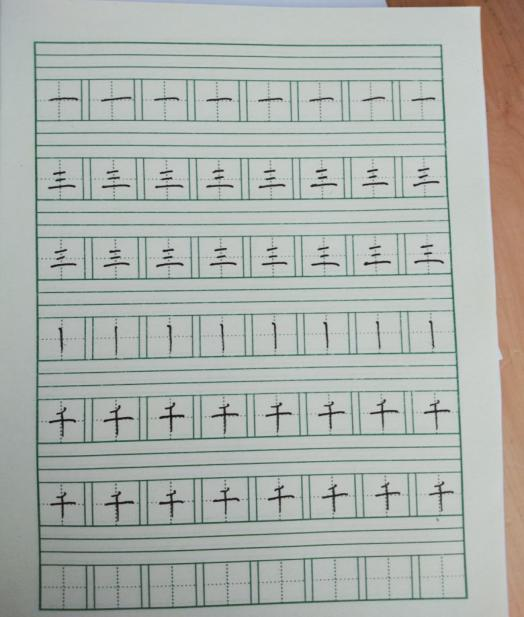 一 一 一 一 一 一 一 一
三 三 三 三 三 三 三 三
三 三 三 三 三 三 三 三
丨 丨 丨 丨 丨 丨 丨 丨
千 千 千 千 千 千 千 千
千 千 千 千 千 千 千 千